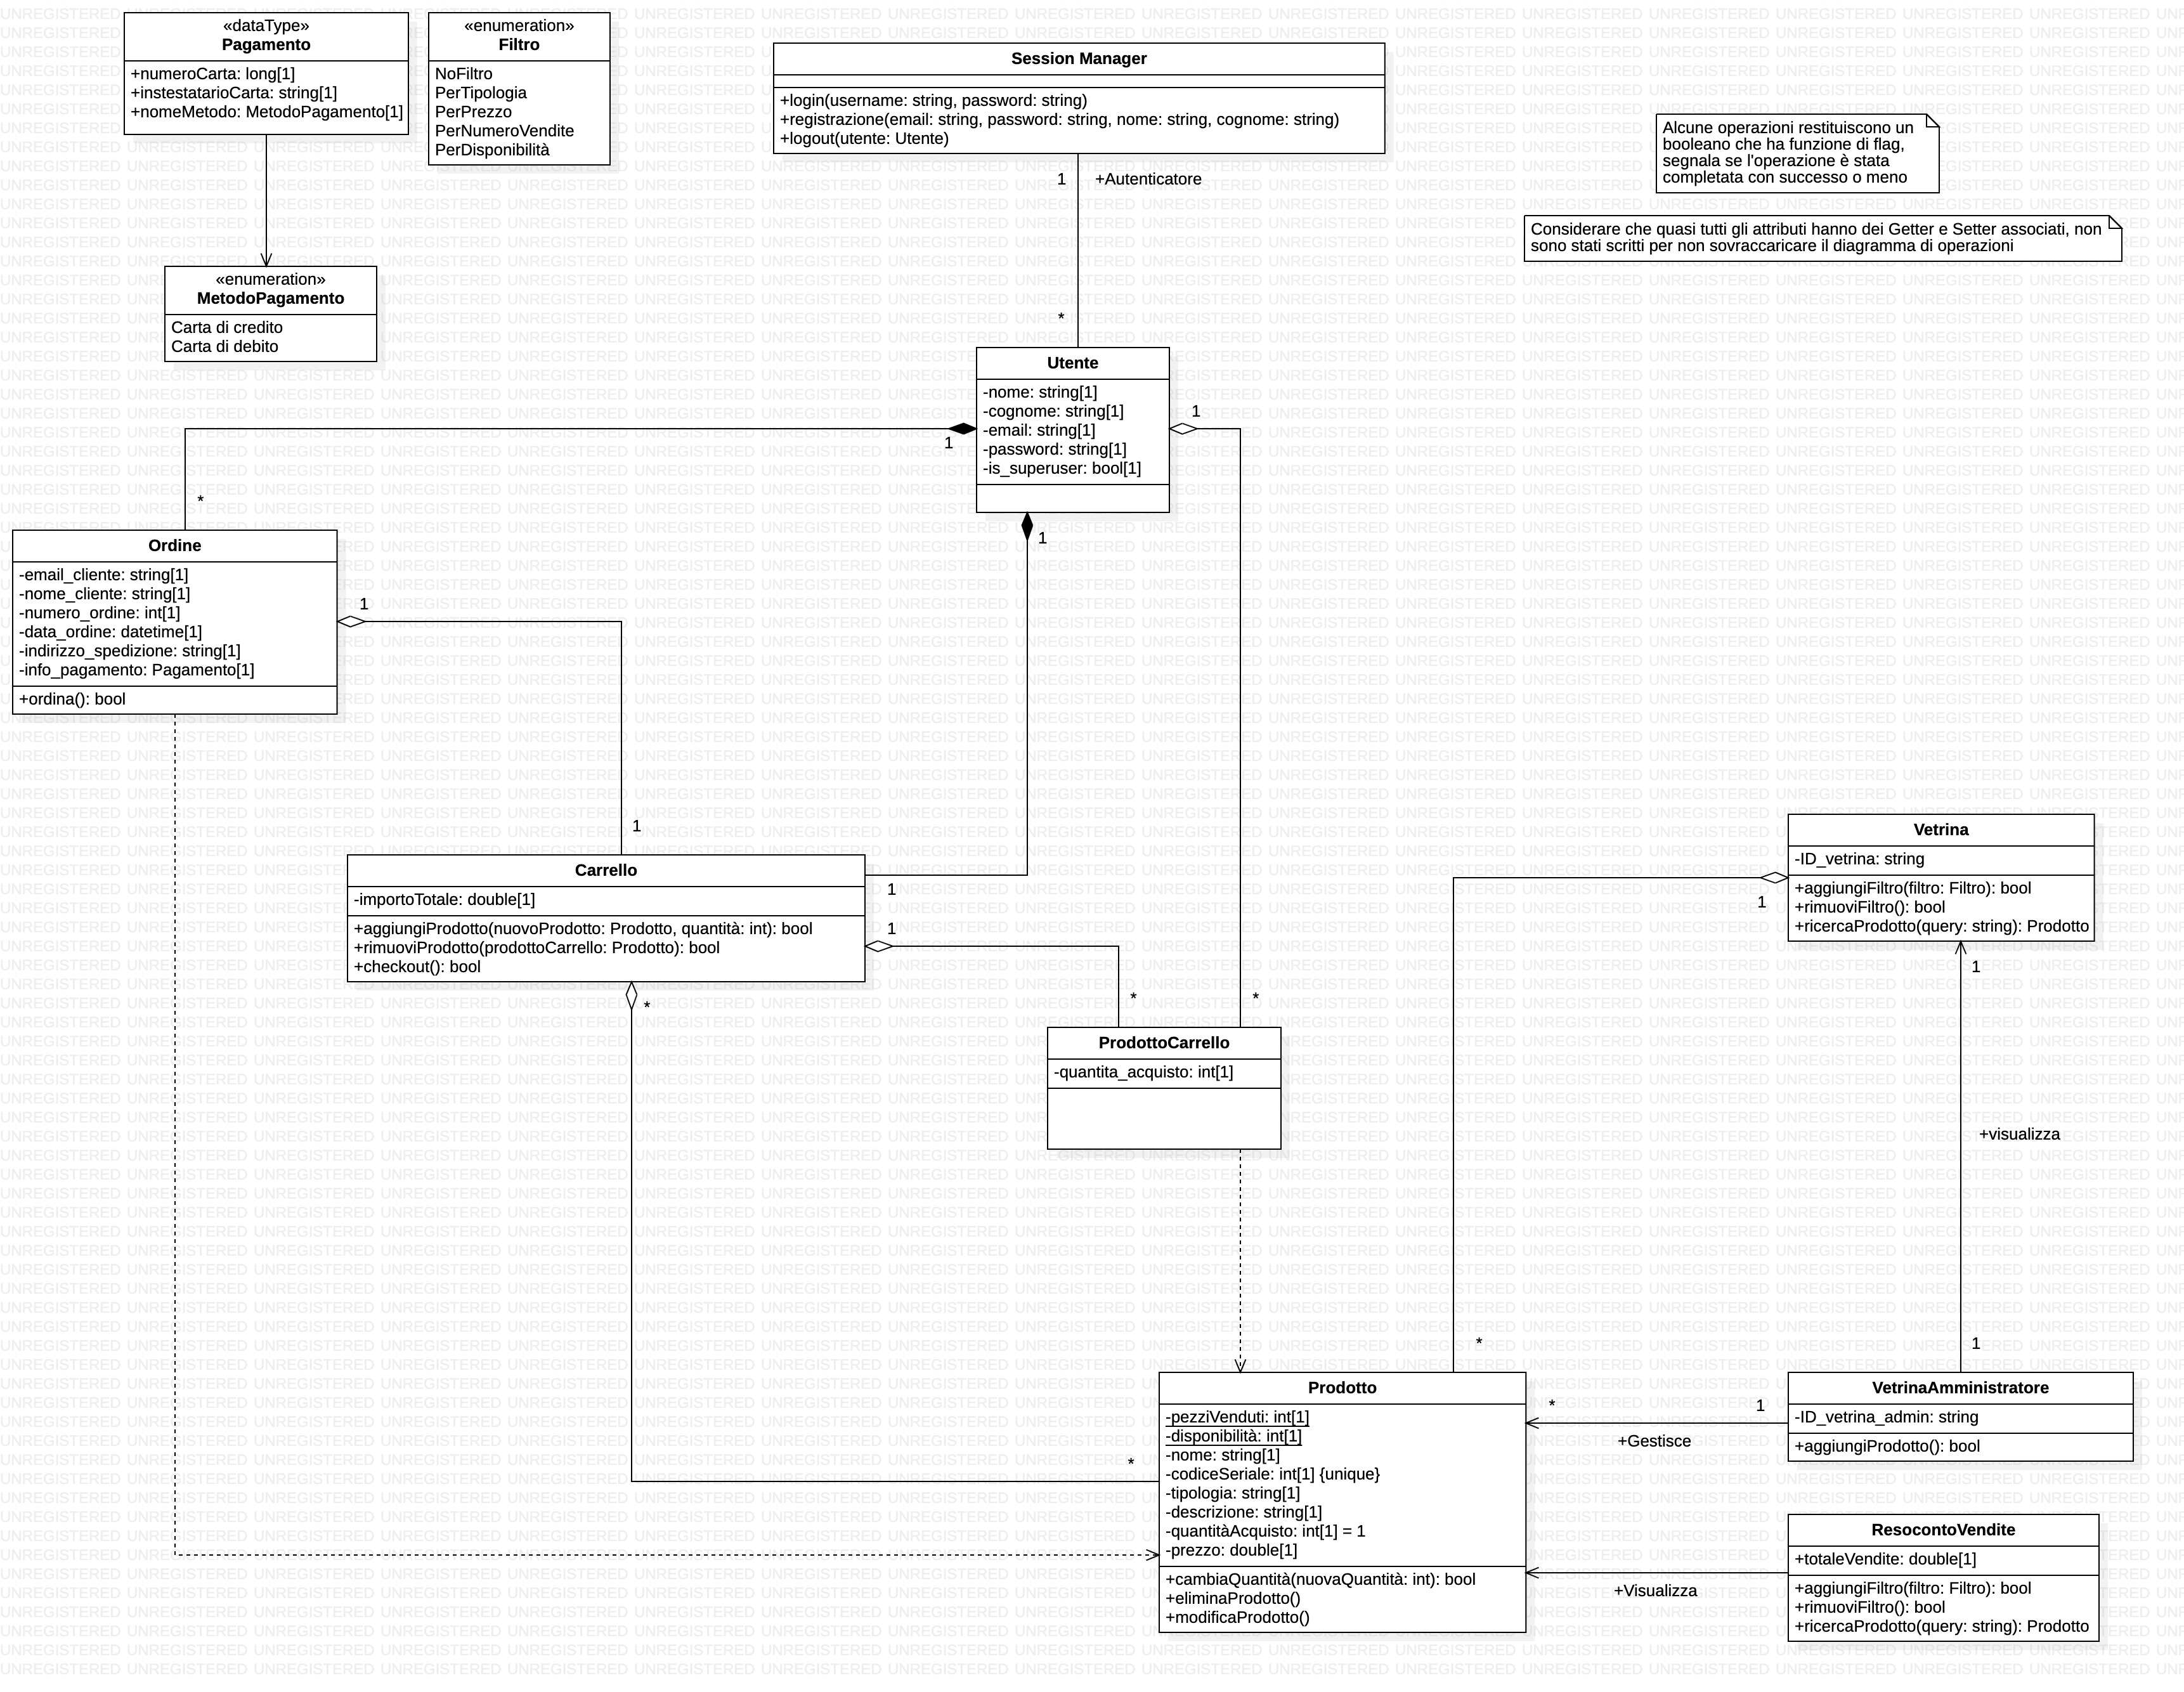 «dataType»
Pagamento
+numeroCarta: long[1]
+instestatarioCarta: string[1]
+nomeMetodo: MetodoPagamento[1]
«enumeration»
Filtro
NoFiltro
PerTipologia
PerPrezzo
PerNumeroVendite
PerDisponibilità
Session Manager
+login(username: string, password: string)
+registrazione(email: string, password: string, nome: string, cognome: string)
+logout(utente: Utente)
1
+Autenticatore
*
Alcune operazioni restituiscono un
booleano che ha funzione di flag,
segnala se l'operazione è stata
completata con successo o meno
Considerare che quasi tutti gli attributi hanno dei Getter e Setter associati, non
sono stati scritti per non sovraccaricare il diagramma di operazioni
«enumeration»
MetodoPagamento
Carta di credito
Carta di debito
Utente
-nome: string[1]
-cognome: string[1]
-email: string[1]
-password: string[1]
-is_superuser: bool[1]
1
1
*
1
Ordine
-email_cliente: string[1]
-nome_cliente: string[1]
-numero_ordine: int[1]
-data_ordine: datetime[1]
-indirizzo_spedizione: string[1]
-info_pagamento: Pagamento[1]
+ordina(): bool
1
1
Carrello
-importoTotale: double[1]
+aggiungiProdotto(nuovoProdotto: Prodotto, quantità: int): bool
+rimuoviProdotto(prodottoCarrello: Prodotto): bool
+checkout(): bool
1
1
*
*
*
ProdottoCarrello
-quantita_acquisto: int[1]
Vetrina
-ID_vetrina: string
+aggiungiFiltro(filtro: Filtro): bool
+rimuoviFiltro(): bool
+ricercaProdotto(query: string): Prodotto
1
1
+visualizza
1
*
Prodotto
-pezziVenduti: int[1]
-disponibilità: int[1]
-nome: string[1]
-codiceSeriale: int[1] {unique}
-tipologia: string[1]
-descrizione: string[1]
-quantitàAcquisto: int[1] = 1
-prezzo: double[1]
+cambiaQuantità(nuovaQuantità: int): bool
+eliminaProdotto()
+modificaProdotto()
*
*
1
+Gestisce
VetrinaAmministratore
-ID_vetrina_admin: string
+aggiungiProdotto(): bool
+Visualizza
ResocontoVendite
+totaleVendite: double[1]
+aggiungiFiltro(filtro: Filtro): bool
+rimuoviFiltro(): bool
+ricercaProdotto(query: string): Prodotto
UNREGISTERED